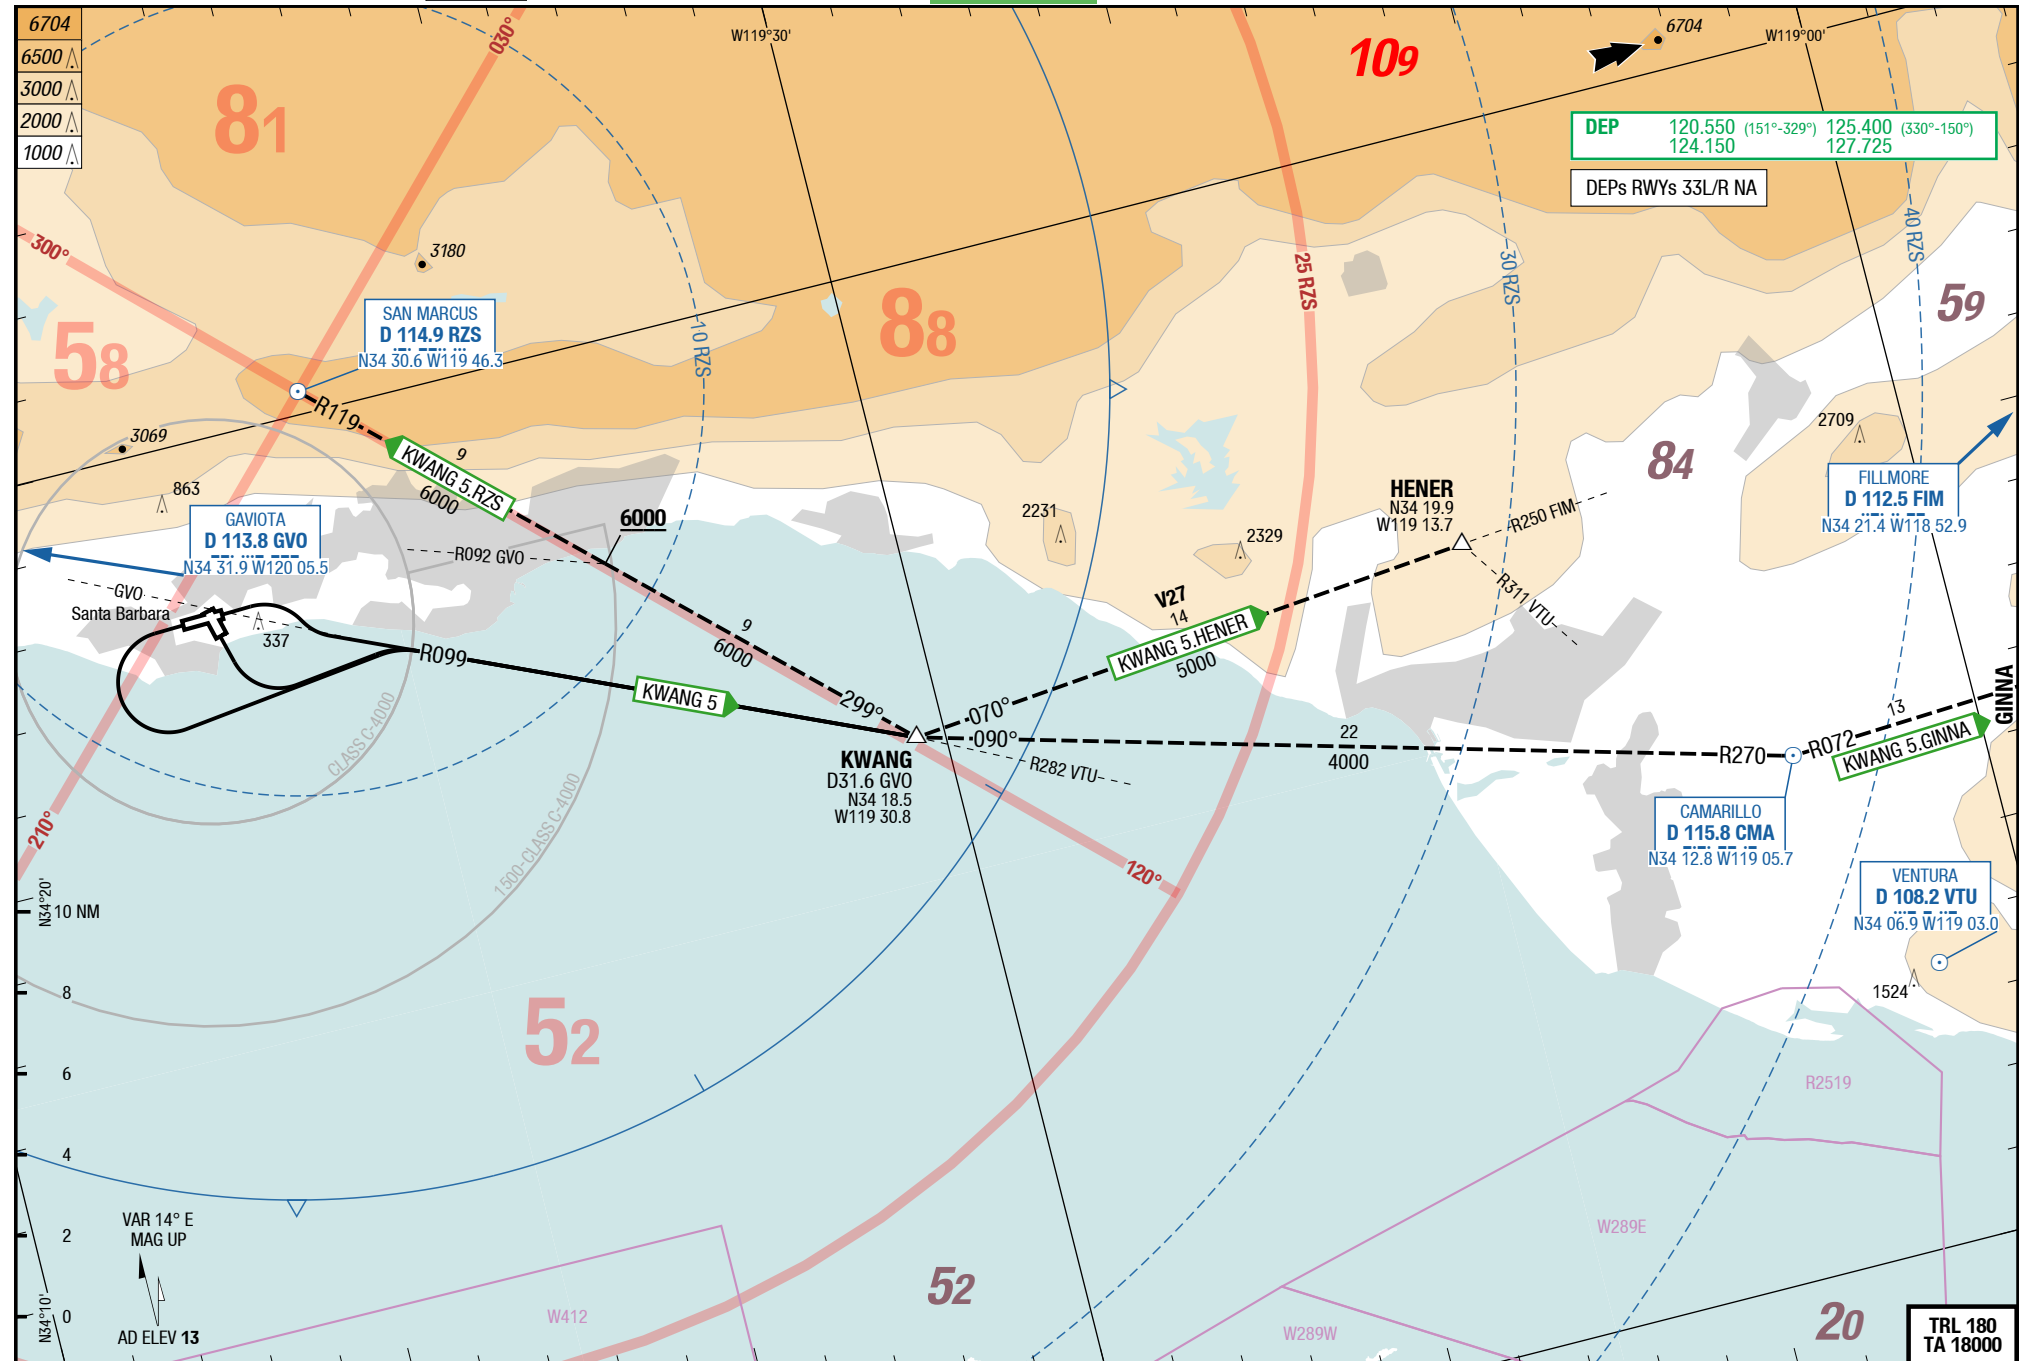 6704
6500
3000
2000
1000
030°
W119°30'
109
6704
W119°00'
81
DEP 120.550 (151°-329°) 125.400 (330°-150°)
124.150 127.725
DEPs RWYs 33L/R NA
300°
3180
40 RZS
25 RZS
30 RZS
59
SAN MARCUS
D 114.9 RZS
N34 30.6 W119 46.3
58
88
10 RZS
R119
3069
9
KWANG 5.RZS
6000
2709
84
863
HENER
N34 19.9
W119 13.7
FILLMORE
D 112.5 FIM
N34 21.4 W118 52.9
GAVIOTA
D 113.8 GVO
N34 31.9 W120 05.5
6000
2231
2329
R250 FIM
R092 GVO
GVO
Santa Barbara
337
R311 VTU
V27
14
KWANG 5.HENER
5000
9
6000
R099
KWANG 5
299°
070°
090°
22
4000
R270
R072
13
KWANG 5.GINNA
GINNA
KWANG
D31.6 GVO
N34 18.5
W119 30.8
R282 VTU
CLASS C-4000
1500-CLASS C-4000
210°
120°
CAMARILLO
D 115.8 CMA
N34 12.8 W119 05.7
VENTURA
D 108.2 VTU
N34 06.9 W119 03.0
1524
N34°20'
10 NM
8
6
4
2
0
52
R2519
VAR 14° E
MAG UP
AD ELEV 13
N34°10'
W412
52
W289E
W289W
20
TRL 180
TA 18000